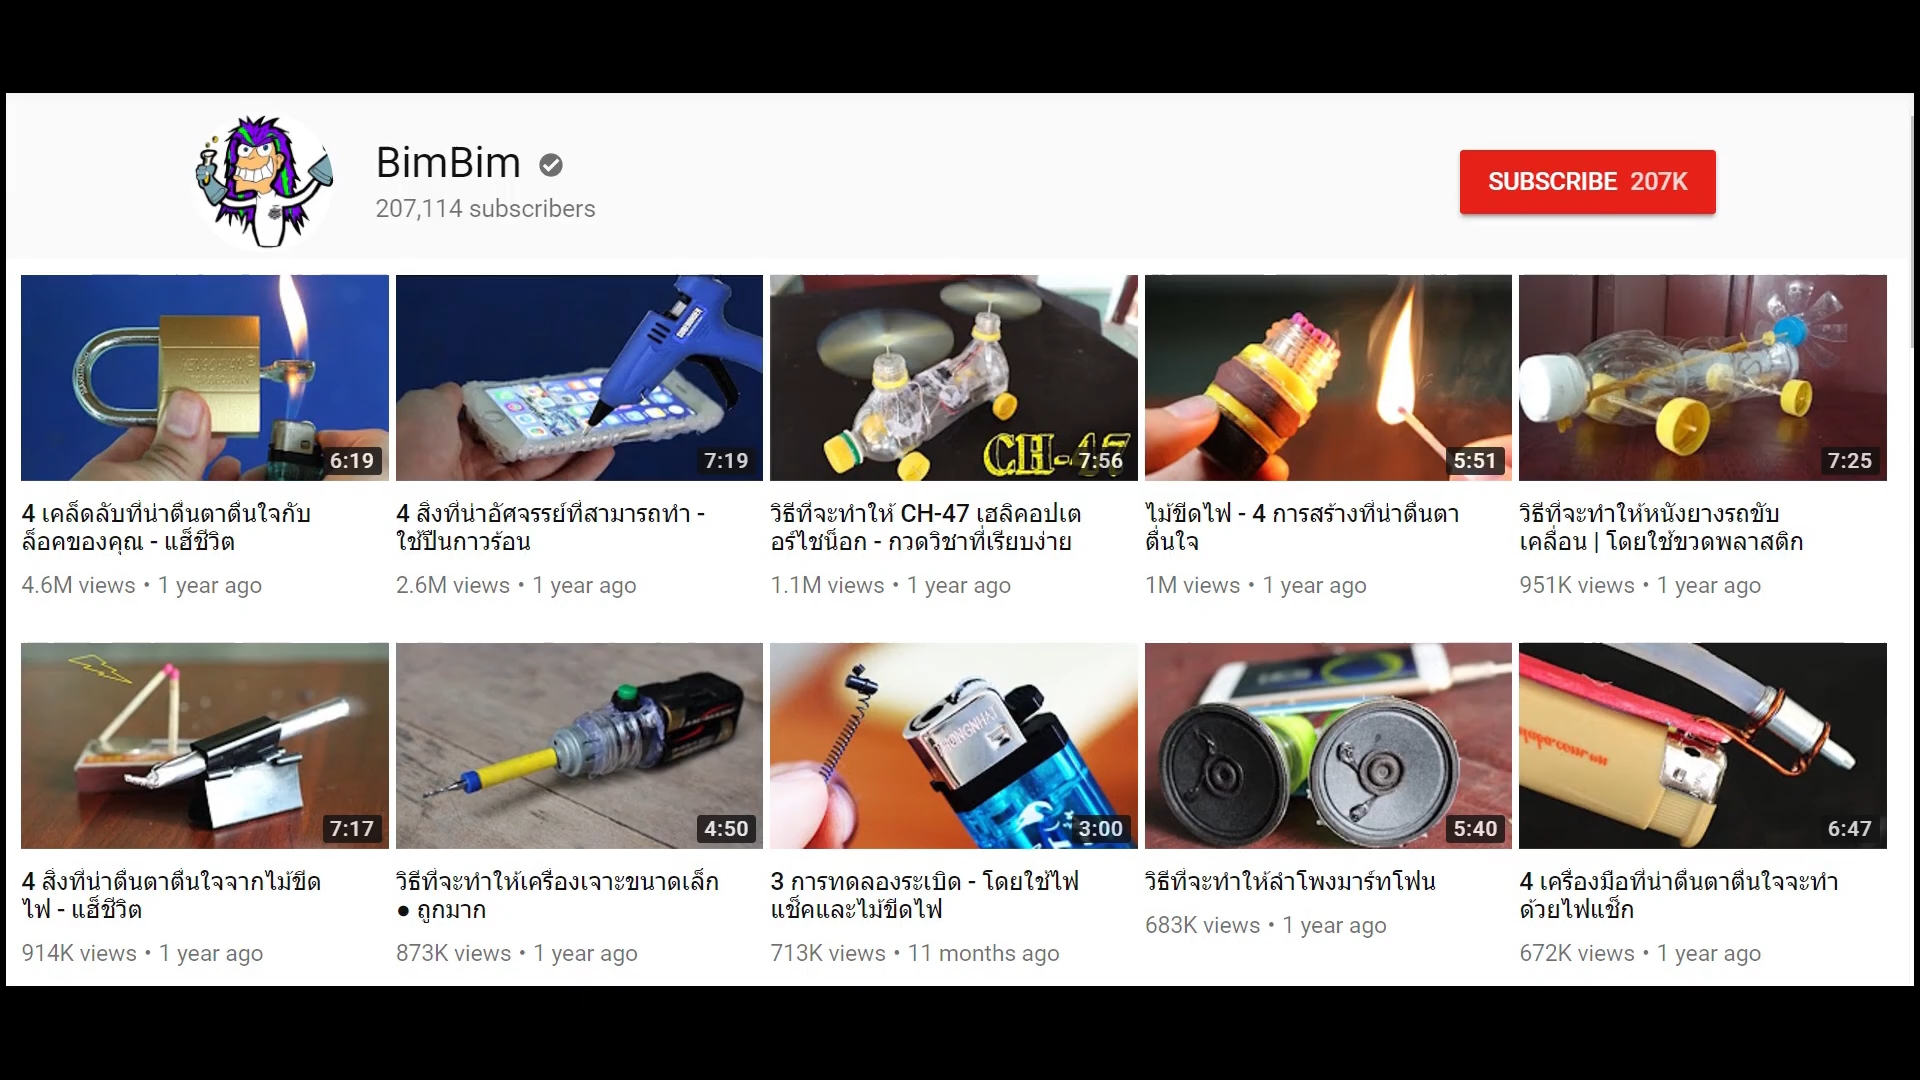 BimBim
207,114 subscribers
SUBSCRIBE 207K
6:19
7:19
CH-47
7:56
5:51
7:25
4 เคล็ดลับที่น่าตื่นตาตื่นใจกับ
ล็อคของคุณ - แฮ็ชีวิต
4.6M views • 1 year ago
4 สิ่งที่น่าอัศจรรย์ที่สามารถทำ -
ใช้ปืนกาวร้อน
2.6M views • 1 year ago
วิธีที่จะทำให้ CH-47 เฮลิคอปเต
อร์ไชน็อก - กวดวิชาที่เรียบง่าย
1.1M views • 1 year ago
ไม้ขีดไฟ - 4 การสร้างที่น่าตื่นตา
ตื่นใจ
1M views • 1 year ago
วิธีที่จะทำให้หนังยางรถขับ
เคลื่อน | โดยใช้ขวดพลาสติก
951K views • 1 year ago
7:17
4:50
3:00
5:40
6:47
4 สิ่งที่น่าตื่นตาตื่นใจจากไม้ขีด
ไฟ - แฮ็ชีวิต
914K views • 1 year ago
วิธีที่จะทำให้เครื่องเจาะขนาดเล็ก
● ถูกมาก
873K views • 1 year ago
3 การทดลองระเบิด - โดยใช้ไฟ
แช็คและไม้ขีดไฟ
713K views • 11 months ago
วิธีที่จะทำให้ลำโพงมาร์ทโฟน
683K views • 1 year ago
4 เครื่องมือที่น่าตื่นตาตื่นใจจะทำ
ด้วยไฟแช็ก
672K views • 1 year ago